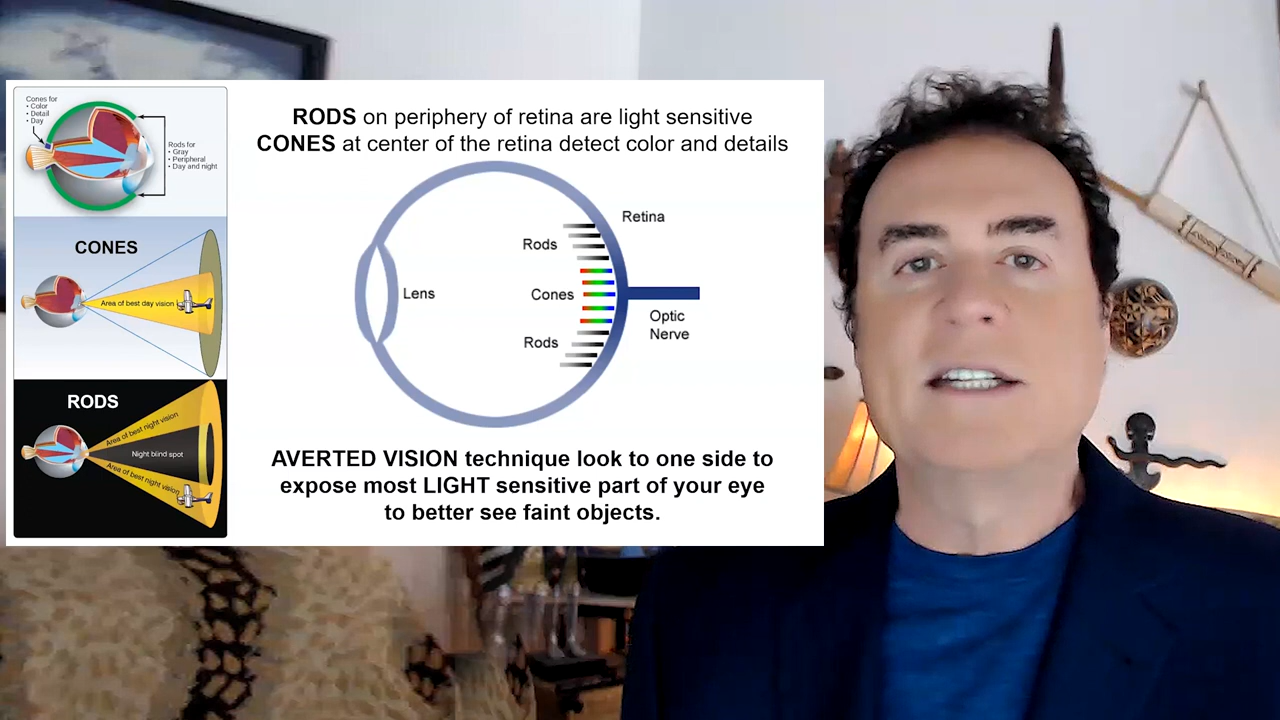 Cones for
• Color
• Detail
• Day
Rods for
• Gray
• Peripheral
• Day and night
CONES
Area of best day vision
RODS
Area of best night vision
Night blind spot
Area of best night vision
RODS on periphery of retina are light sensitive
CONES at center of the retina detect color and details
Retina
Rods
Lens
Cones
Optic
Nerve
Rods
AVERTED VISION technique look to one side to
expose most LIGHT sensitive part of your eye
to better see faint objects.